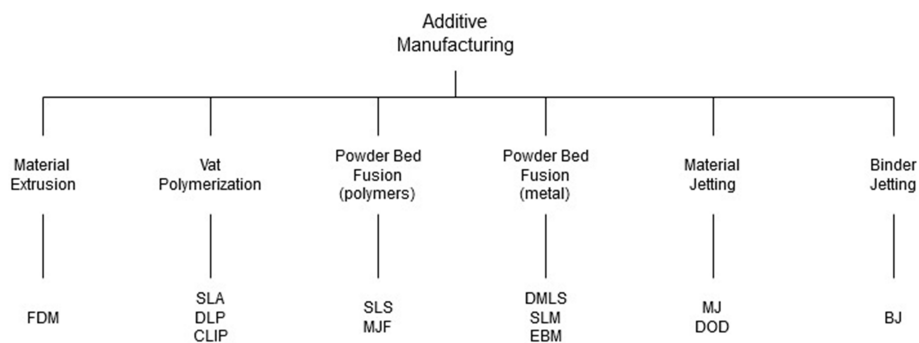 Additive
Manufacturing
Material
Extrusion
Vat
Polymerization
Powder Bed
Fusion
(polymers)
Powder Bed
Fusion
(metal)
Material
Jetting
Binder
Jetting
FDM
SLA
DLP
CLIP
SLS
MJF
DMLS
SLM
EBM
MJ
DOD
BJ